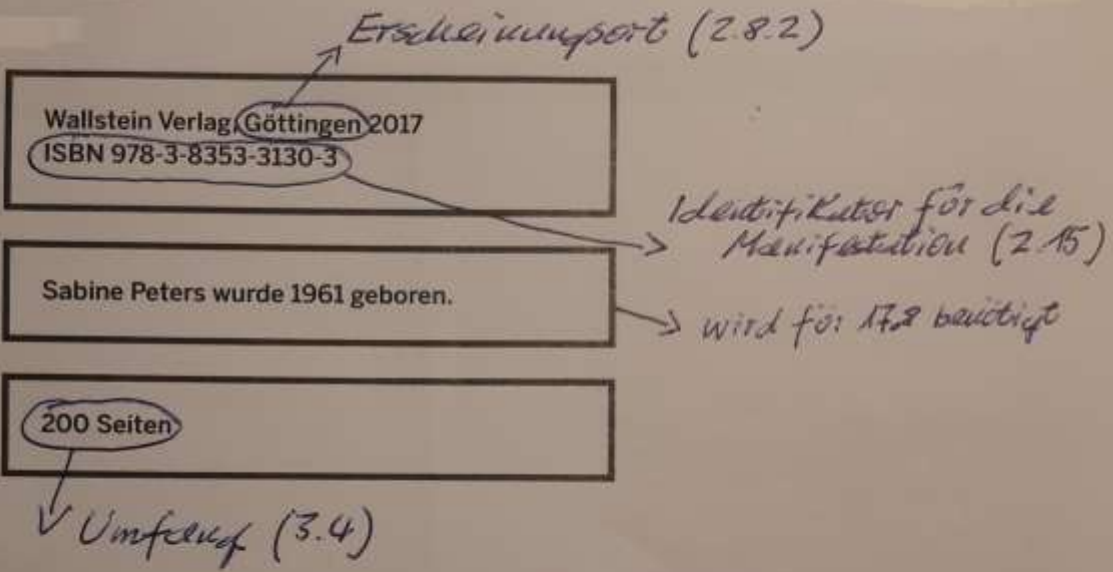 Erscheinungsort (2.8.2)
Wallstein Verlag, Göttingen 2017
ISBN 978-3-8353-3130-3
Identifikator für die
Manifestation (2.15)
Sabine Peters wurde 1961 geboren.
wird für 17.8 benötigt
200 Seiten
Umfang (3.4)